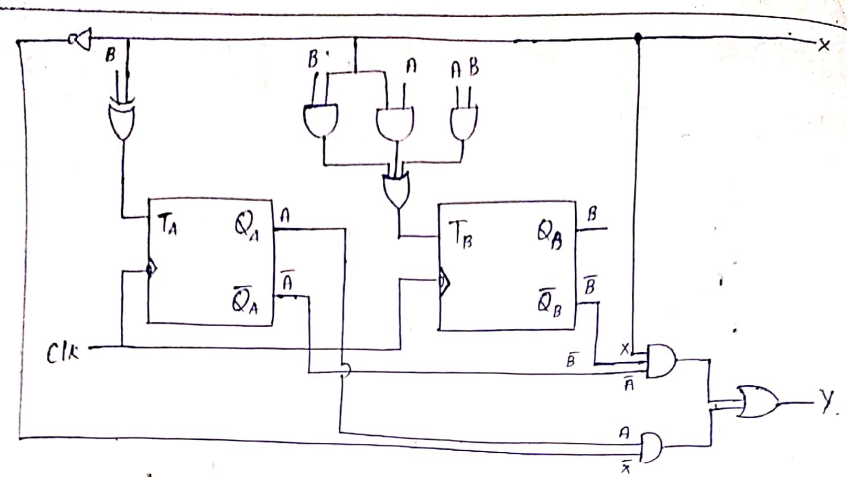 x
B
B A A B
T_A Q_A A
Q̅_A A̅
T_B Q_B B
Q̅_B B̅
Clk
x
B̅
A̅
Y.
A
x̅